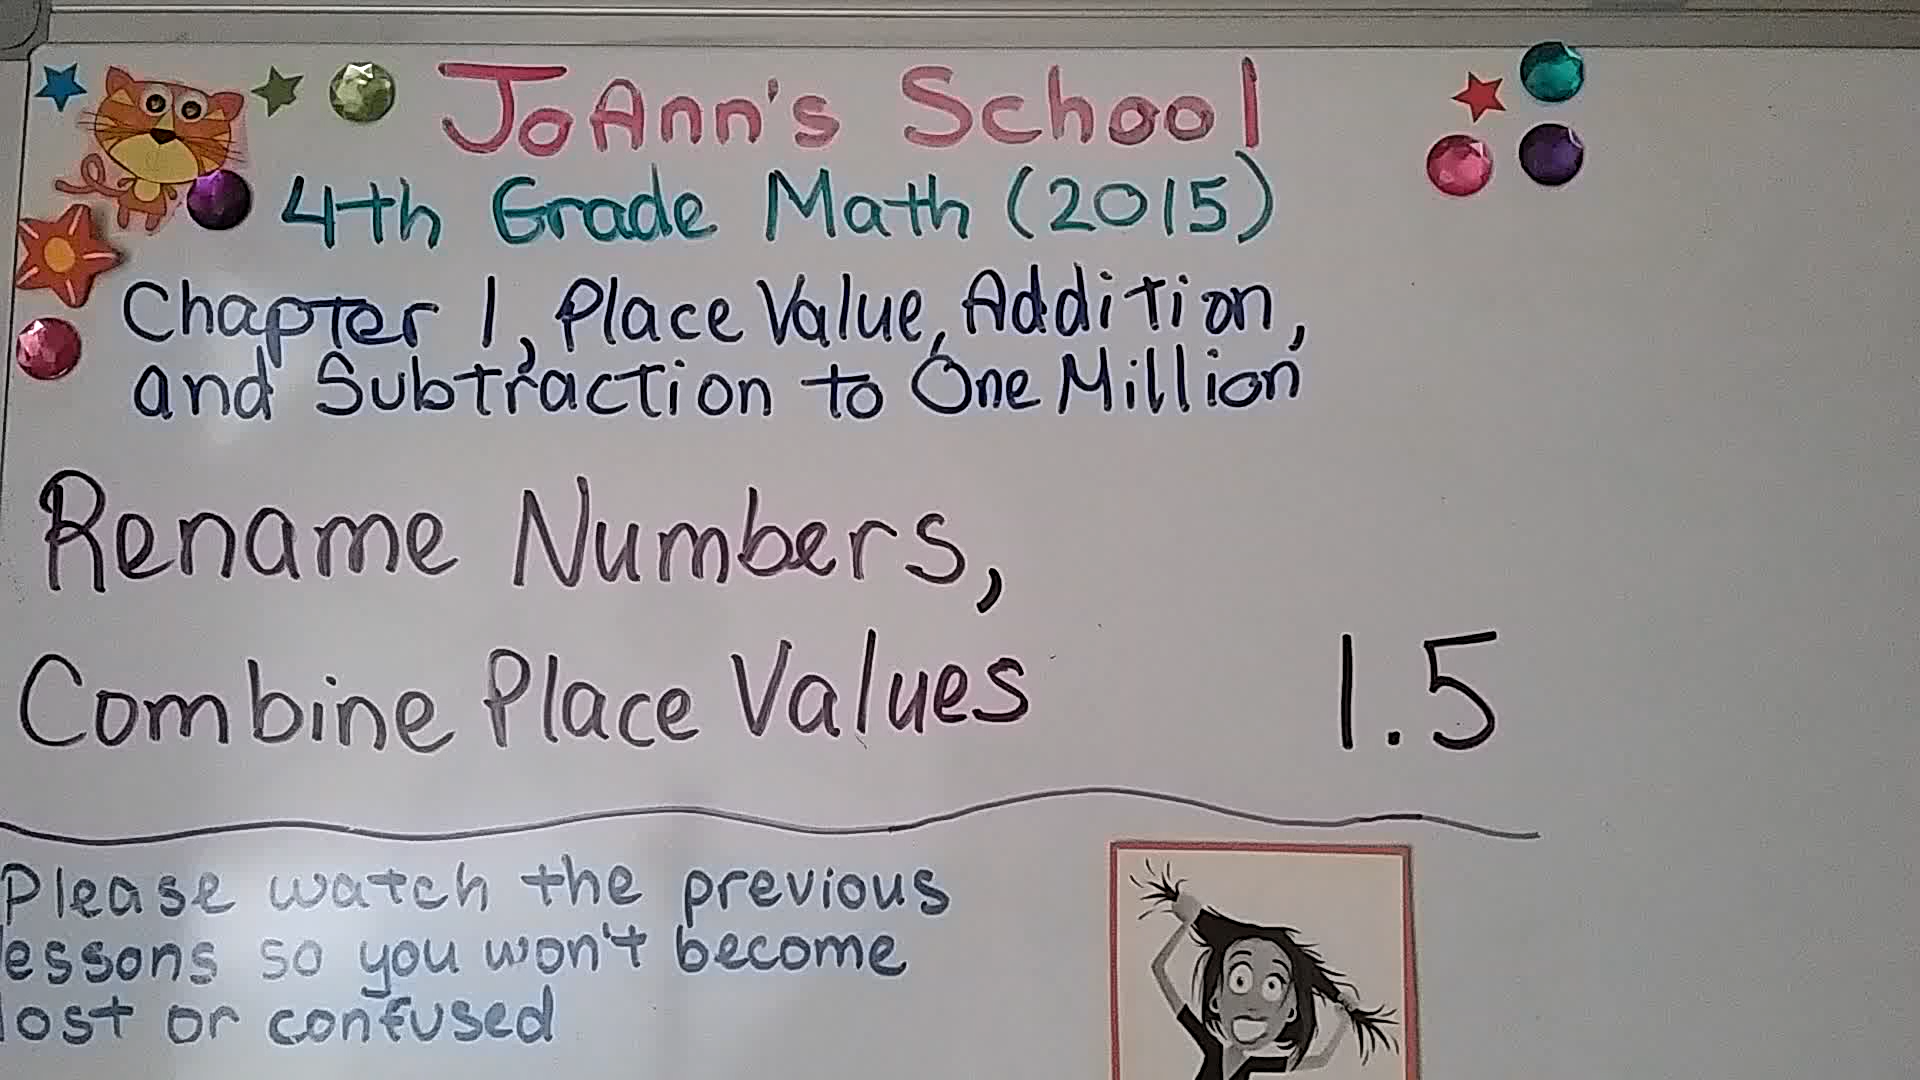 JoAnn's School
4th Grade Math (2015)
Chapter 1, Place Value, Addition,
and Subtraction to One Million
Rename Numbers,
Combine Place Values
1.5
Please watch the previous
lessons so you won't become
lost or confused